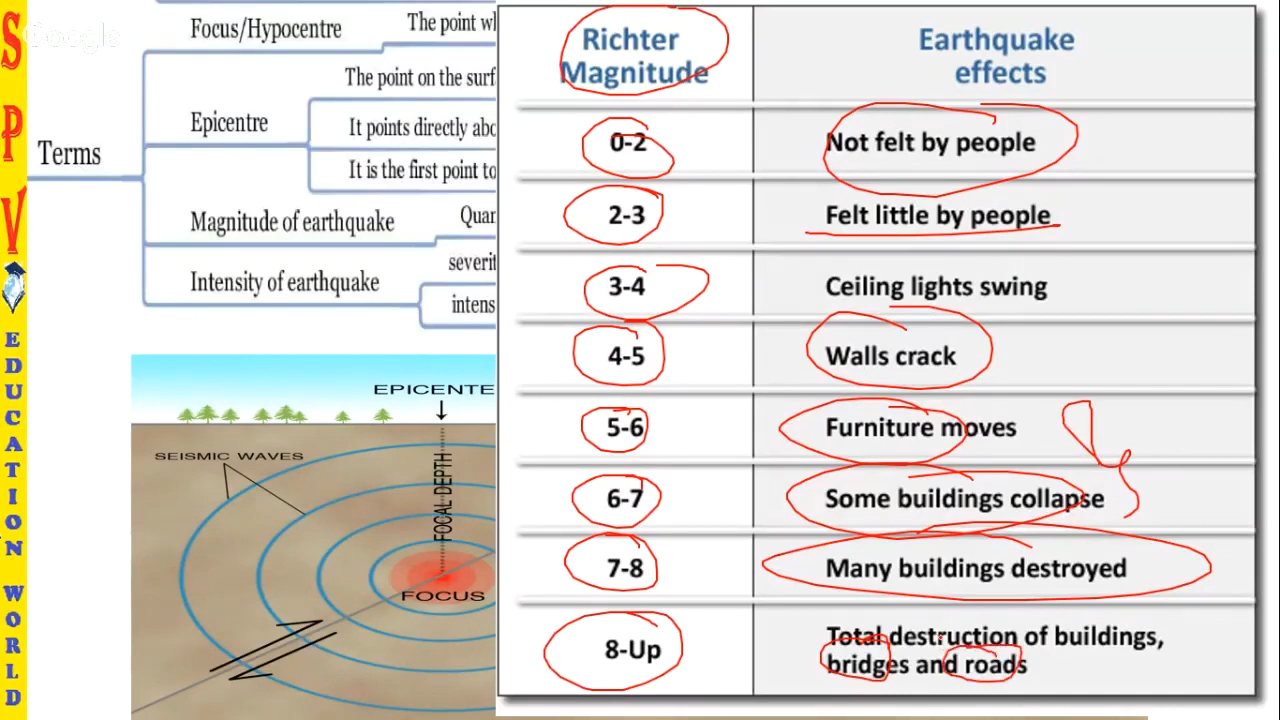 SPV
EDUCATION WORLD
Google
Terms
Focus/Hypocentre
The point wh
Epicentre
The point on the surf
It points directly abo
It is the first point to
Magnitude of earthquake
Quan
Intensity of earthquake
severit
intens
EPICENTE
SEISMIC WAVES
FOCAL DEPTH
FOCUS
Richter
Magnitude
Earthquake
effects
0-2
Not felt by people
2-3
Felt little by people
3-4
Ceiling lights swing
4-5
Walls crack
5-6
Furniture moves
6-7
Some buildings collapse
7-8
Many buildings destroyed
8-Up
Total destruction of buildings,
bridges and roads